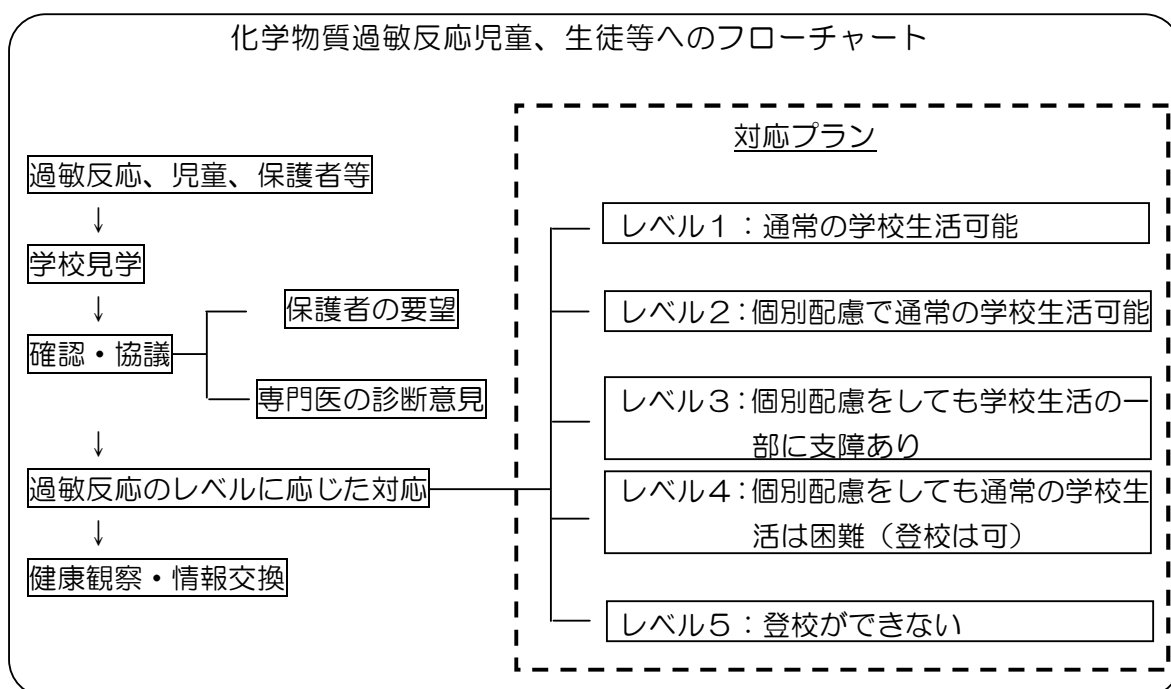 化学物質過敏反応児童、生徒等へのフローチャート
過敏反応、児童、保護者等
↓
学校見学
↓
確認・協議
保護者の要望
専門医の診断意見
↓
過敏反応のレベルに応じた対応
↓
健康観察・情報交換
対応プラン
レベル１：通常の学校生活可能
レベル２：個別配慮で通常の学校生活可能
レベル３：個別配慮をしても学校生活の一
部に支障あり
レベル４：個別配慮をしても通常の学校生
活は困難（登校は可）
レベル５：登校ができない